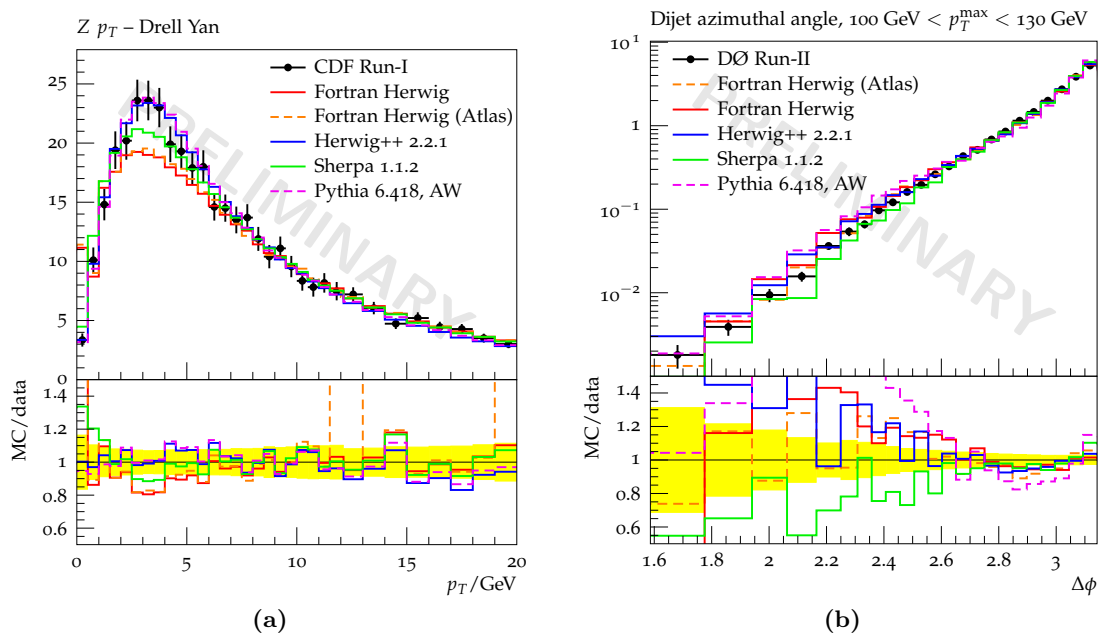 Z pT – Drell Yan
CDF Run-I
Fortran Herwig
Fortran Herwig (Atlas)
Herwig++ 2.2.1
Sherpa 1.1.2
Pythia 6.418, AW
PRELIMINARY
25
20
15
10
5
0
MC/data
1.4
1.2
1
0.8
0.6
0
5
10
15
20
pT/GeV
(a)
Dijet azimuthal angle, 100 GeV < pT^max < 130 GeV
DØ Run-II
Fortran Herwig (Atlas)
Fortran Herwig
Herwig++ 2.2.1
Sherpa 1.1.2
Pythia 6.418, AW
PRELIMINARY
10^1
1
10^−1
10^−2
MC/data
1.4
1.2
1
0.8
0.6
1.6
1.8
2
2.2
2.4
2.6
2.8
3
Δϕ
(b)